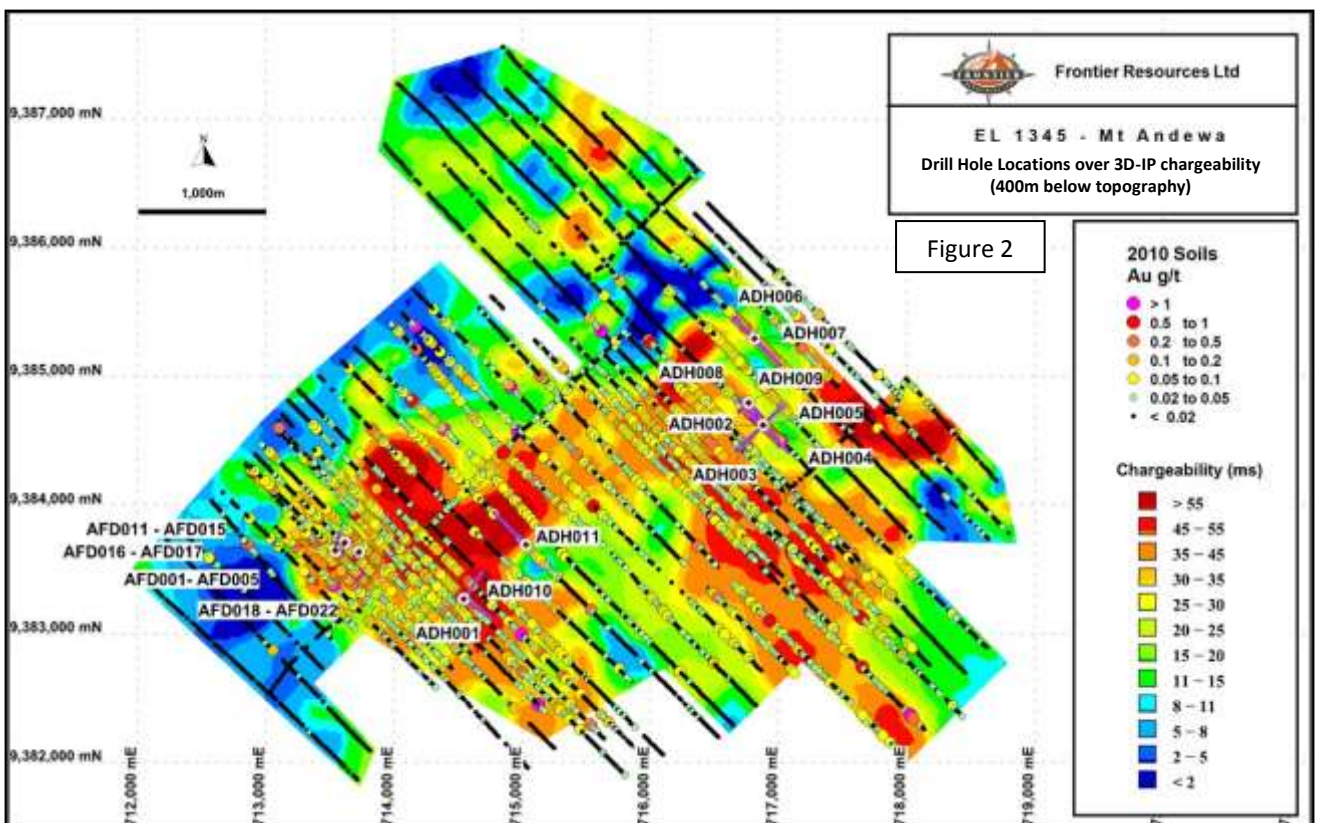 FRONTIER
Frontier Resources Ltd
EL 1345 - Mt Andewa
Drill Hole Locations over 3D-IP chargeability
(400m below topography)
Figure 2
2010 Soils
Au g/t
> 1
0.5 to 1
0.2 to 0.5
0.1 to 0.2
0.05 to 0.1
0.02 to 0.05
< 0.02
Chargeability (ms)
> 55
45 – 55
35 – 45
30 – 35
25 – 30
20 – 25
15 – 20
11 – 15
8 – 11
5 – 8
2 – 5
< 2
N
1,000m
9,387,000 mN
9,386,000 mN
9,385,000 mN
9,384,000 mN
9,383,000 mN
9,382,000 mN
ADH006
ADH007
ADH008
ADH009
ADH002
ADH005
ADH003
ADH004
AFD011 - AFD015
AFD016 - AFD017
AFD001- AFD005
AFD018 - AFD022
ADH011
ADH010
ADH001
712,000 mE
713,000 mE
714,000 mE
715,000 mE
716,000 mE
717,000 mE
718,000 mE
719,000 mE